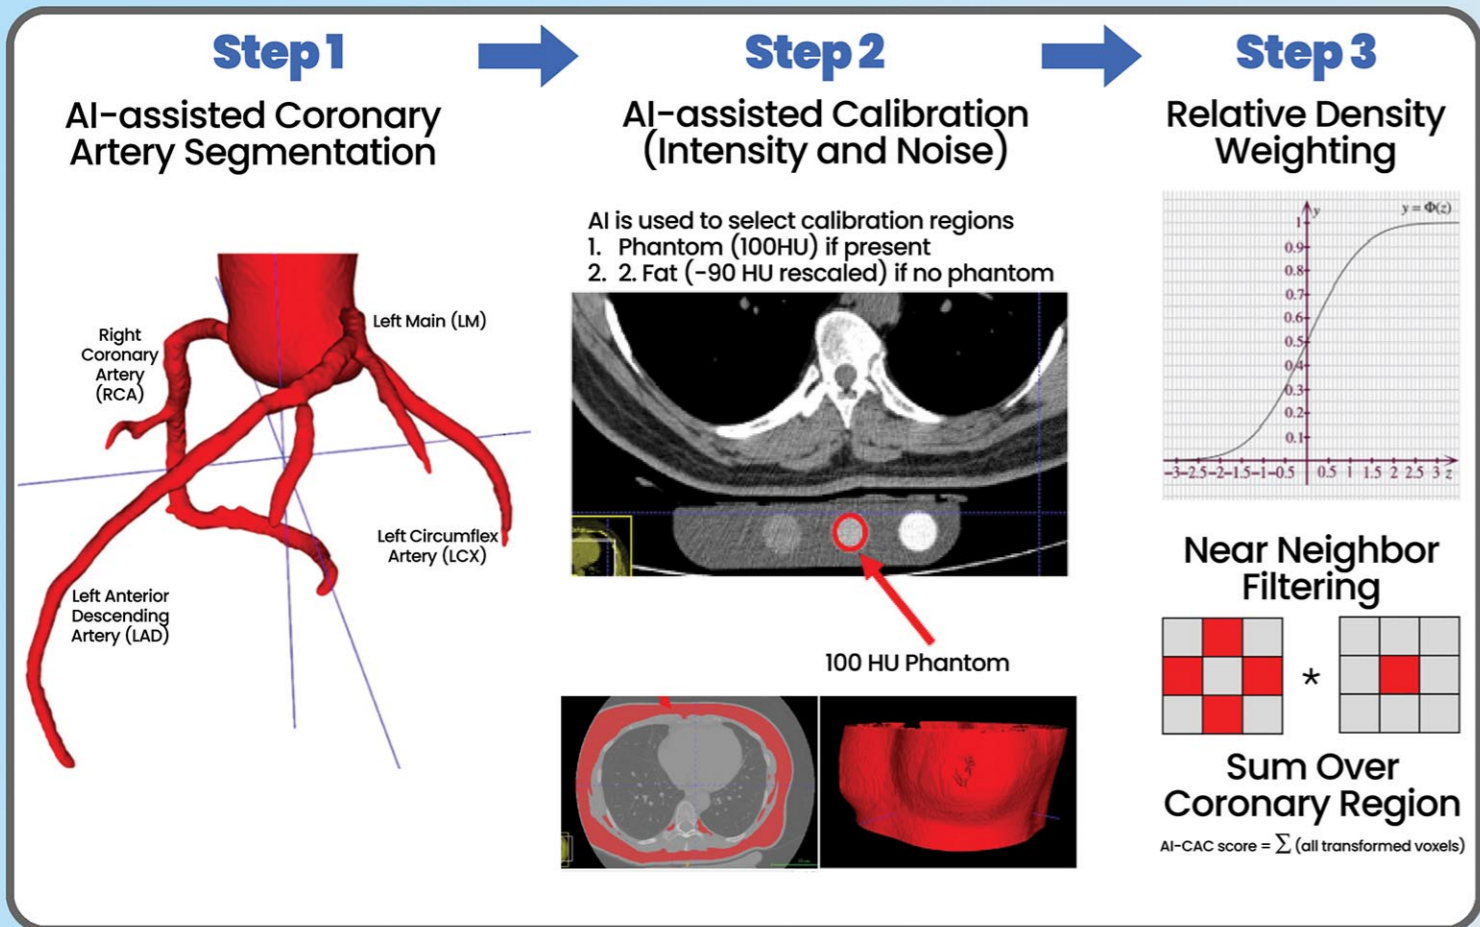 Step 1
AI-assisted Coronary
Artery Segmentation
Right
Coronary
Artery
(RCA)
Left Main (LM)
Left Circumflex
Artery (LCX)
Left Anterior
Descending
Artery (LAD)
Step 2
AI-assisted Calibration
(Intensity and Noise)
AI is used to select calibration regions
1. Phantom (100HU) if present
2. 2. Fat (-90 HU rescaled) if no phantom
100 HU Phantom
Step 3
Relative Density
Weighting
y
y = Φ(z)
1
0.9
0.8
0.7
0.6
0.5
0.4
0.3
0.2
0.1
-3 -2.5 -2 -1.5 -1 -0.5 0.5 1 1.5 2 2.5 3 z
Near Neighbor
Filtering
*
Sum Over
Coronary Region
AI-CAC score = ∑ (all transformed voxels)